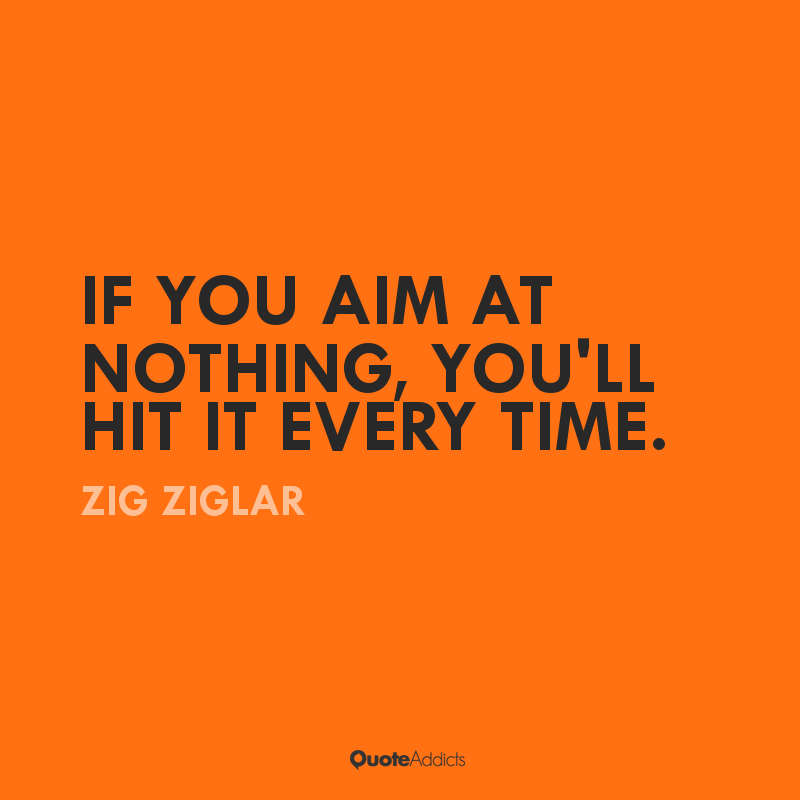 IF YOU AIM AT
NOTHING, YOU'LL
HIT IT EVERY TIME.
ZIG ZIGLAR
QuoteAddicts